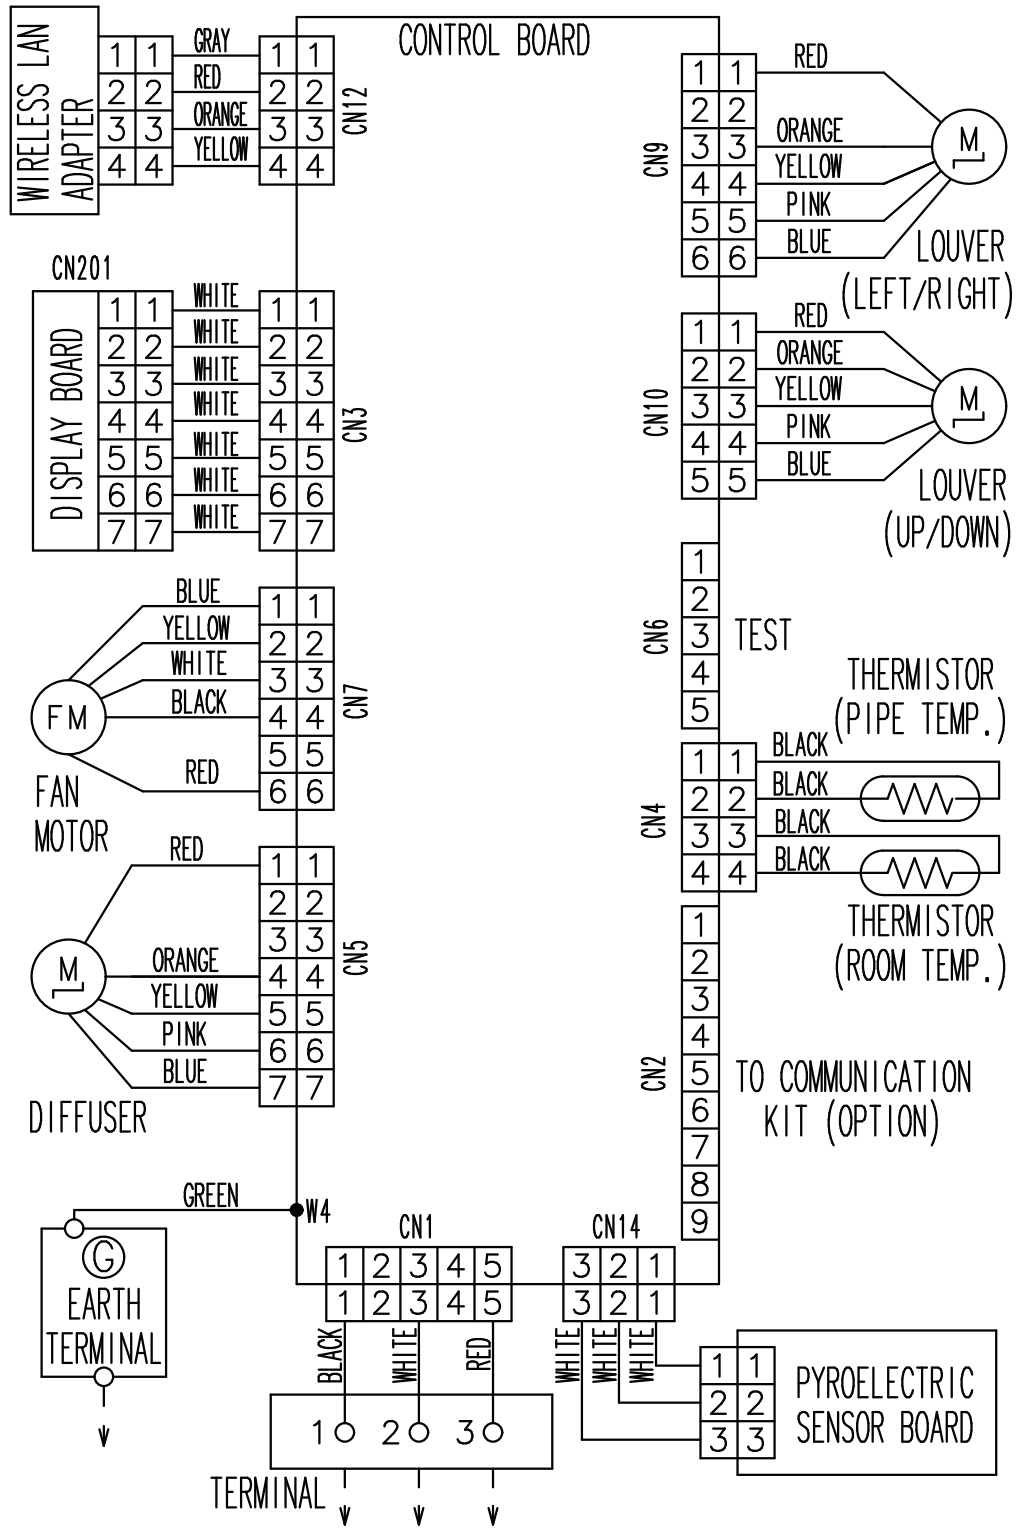 CONTROL BOARD
WIRELESS LAN
ADAPTER
1 1 GRAY 1 1
2 2 RED 2 2
3 3 ORANGE 3 3
4 4 YELLOW 4 4
CN12
CN201
DISPLAY BOARD
1 1 WHITE 1 1
2 2 WHITE 2 2
3 3 WHITE 3 3
4 4 WHITE 4 4
5 5 WHITE 5 5
6 6 WHITE 6 6
7 7 WHITE 7 7
CN3
BLUE 1 1
YELLOW 2 2
WHITE 3 3
BLACK 4 4
5 5
RED 6 6
CN7
FM
FAN
MOTOR
RED 1 1
2 2
3 3
ORANGE 4 4
YELLOW 5 5
PINK 6 6
BLUE 7 7
CN5
M
DIFFUSER
GREEN
W4
G
EARTH
TERMINAL
CN9
1 1 RED
2 2
3 3 ORANGE
4 4 YELLOW
5 5 PINK
6 6 BLUE
M
LOUVER
(LEFT/RIGHT)
CN10
1 1 RED
2 2 ORANGE
3 3 YELLOW
4 4 PINK
5 5 BLUE
M
LOUVER
(UP/DOWN)
CN6
1
2
3
4
5
TEST
THERMISTOR
(PIPE TEMP.)
CN4
1 1 BLACK
2 2 BLACK
3 3 BLACK
4 4 BLACK
THERMISTOR
(ROOM TEMP.)
CN2
1
2
3
4
5
6
7
8
9
TO COMMUNICATION
KIT (OPTION)
CN1
1 2 3 4 5
1 2 3 4 5
BLACK
WHITE
RED
1 2 3
TERMINAL
CN14
3 2 1
3 2 1
WHITE
WHITE
WHITE
1 1
2 2
3 3
PYROELECTRIC
SENSOR BOARD